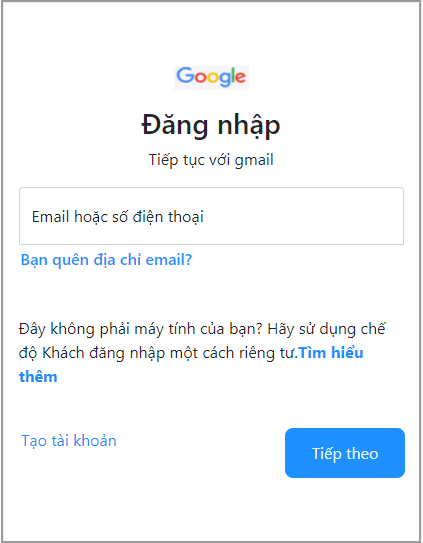 Google
Đăng nhập
Tiếp tục với gmail
Email hoặc số điện thoại
Bạn quên địa chỉ email?
Đây không phải máy tính của bạn? Hãy sử dụng chế
độ Khách đăng nhập một cách riêng tư.Tìm hiểu
thêm
Tạo tài khoản
Tiếp theo